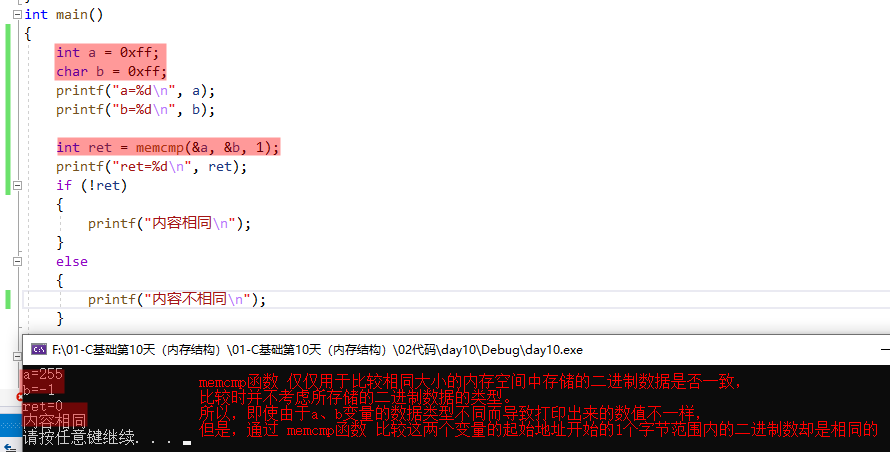 int main()
{
int a = 0xff;
char b = 0xff;
printf("a=%d\n", a);
printf("b=%d\n", b);
int ret = memcmp(&a, &b, 1);
printf("ret=%d\n", ret);
if (!ret)
{
printf("内容相同\n");
}
else
{
printf("内容不相同\n");
}
F:\01-C基础第10天（内存结构）\01-C基础第10天（内存结构）\02代码\day10\Debug\day10.exe
a=255
b=-1
ret=0
内容相同
请按任意键继续. . .
memcmp函数 仅仅用于比较相同大小的内存空间中存储的二进制数据是否一致，
比较时并不考虑所存储的二进制数据的类型。
所以，即使由于a、b变量的数据类型不同而导致打印出来的数值不一样，
但是，通过 memcmp函数 比较这两个变量的起始地址开始的1个字节范围内的二进制数却是相同的